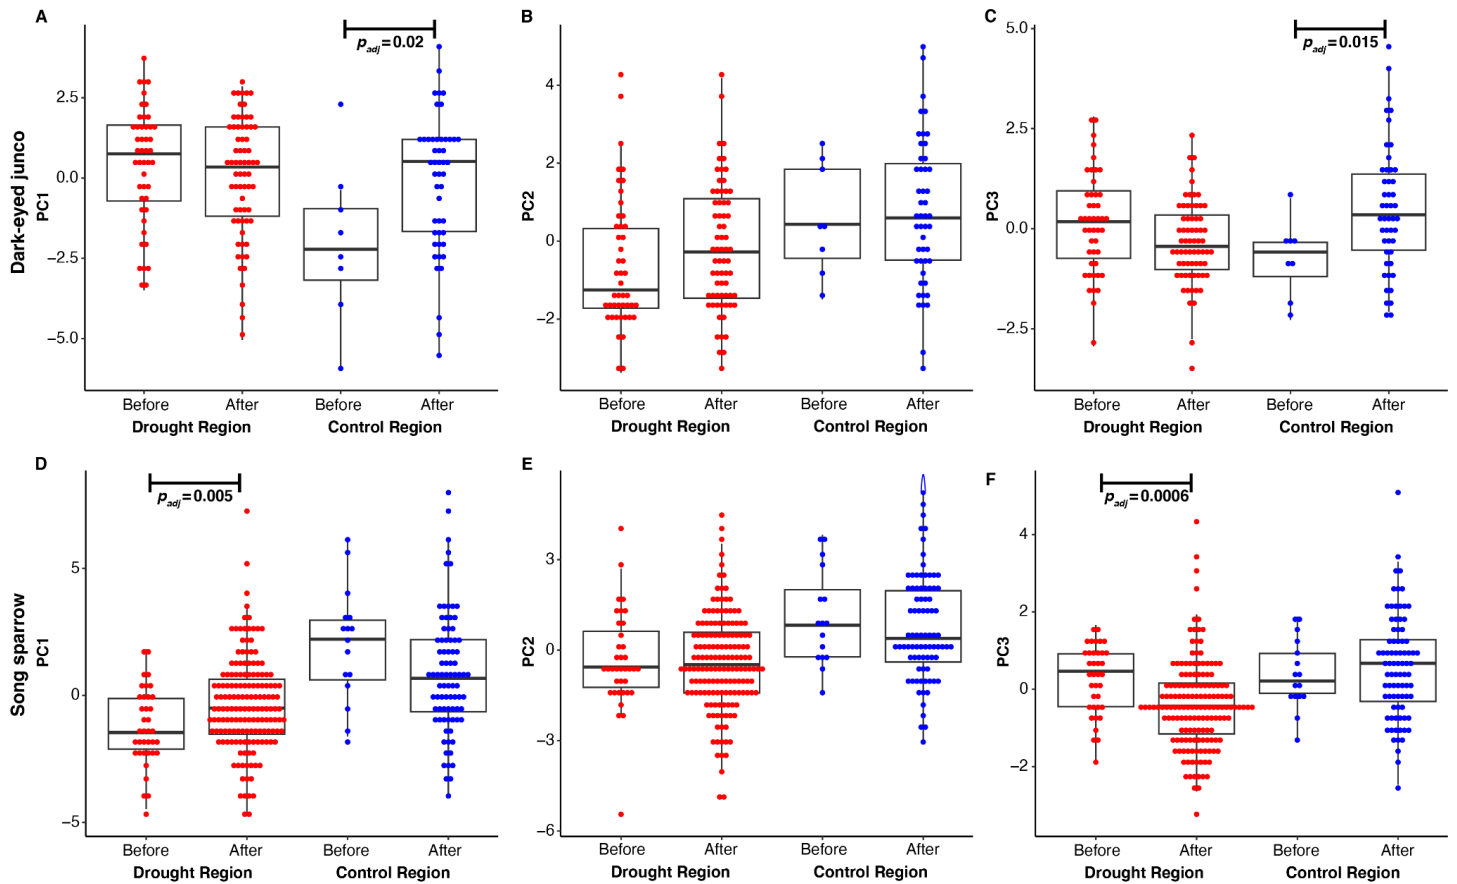 A
B
C
p_adj = 0.02
p_adj = 0.015
Dark-eyed junco
PC1
2.5
0.0
−2.5
−5.0
PC2
4
2
0
−2
PC3
5.0
2.5
0.0
−2.5
Before After Before After
Drought Region Control Region
Before After Before After
Drought Region Control Region
Before After Before After
Drought Region Control Region
D
E
F
p_adj = 0.005
p_adj = 0.0006
Song sparrow
PC1
5
0
−5
PC2
3
0
−3
−6
PC3
4
2
0
−2
Before After Before After
Drought Region Control Region
Before After Before After
Drought Region Control Region
Before After Before After
Drought Region Control Region